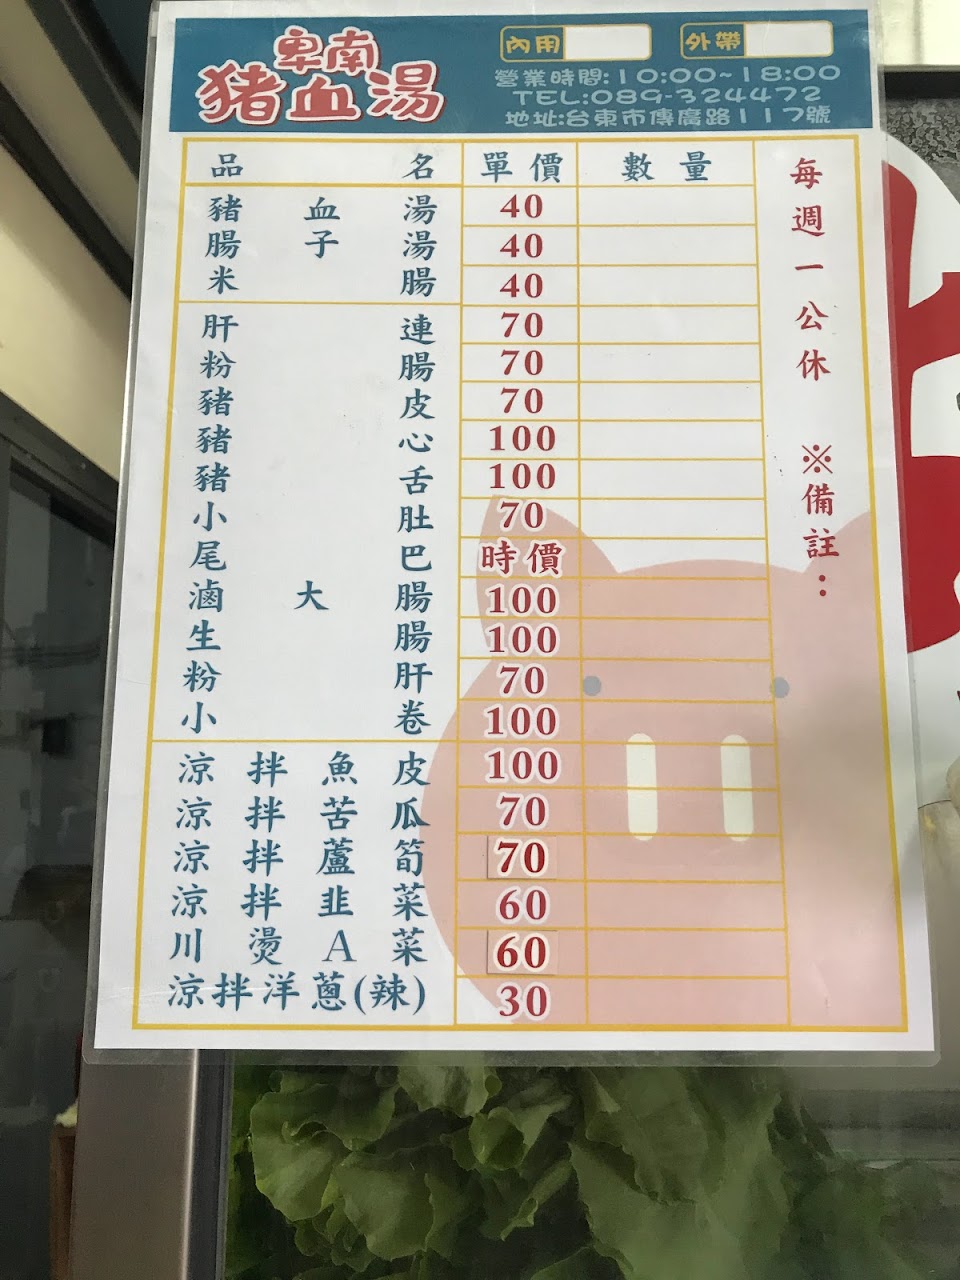 卑南
豬血湯
內用 外帶
營業時間:10:00~18:00
TEL:089-324472
地址:台東市傳廣路117號
品名 單價 數量
豬血湯 40
腸子湯 40
米腸 40
肝連 70
粉腸 70
豬皮 70
豬心 100
豬舌 100
小肚 70
尾巴 時價
滷大腸 100
生腸 100
粉肝 70
小卷 100
涼拌魚皮 100
涼拌苦瓜 70
涼拌蘆筍 70
涼拌韭菜 60
川燙A菜 60
涼拌洋蔥(辣) 30
每週一公休 ※備註：